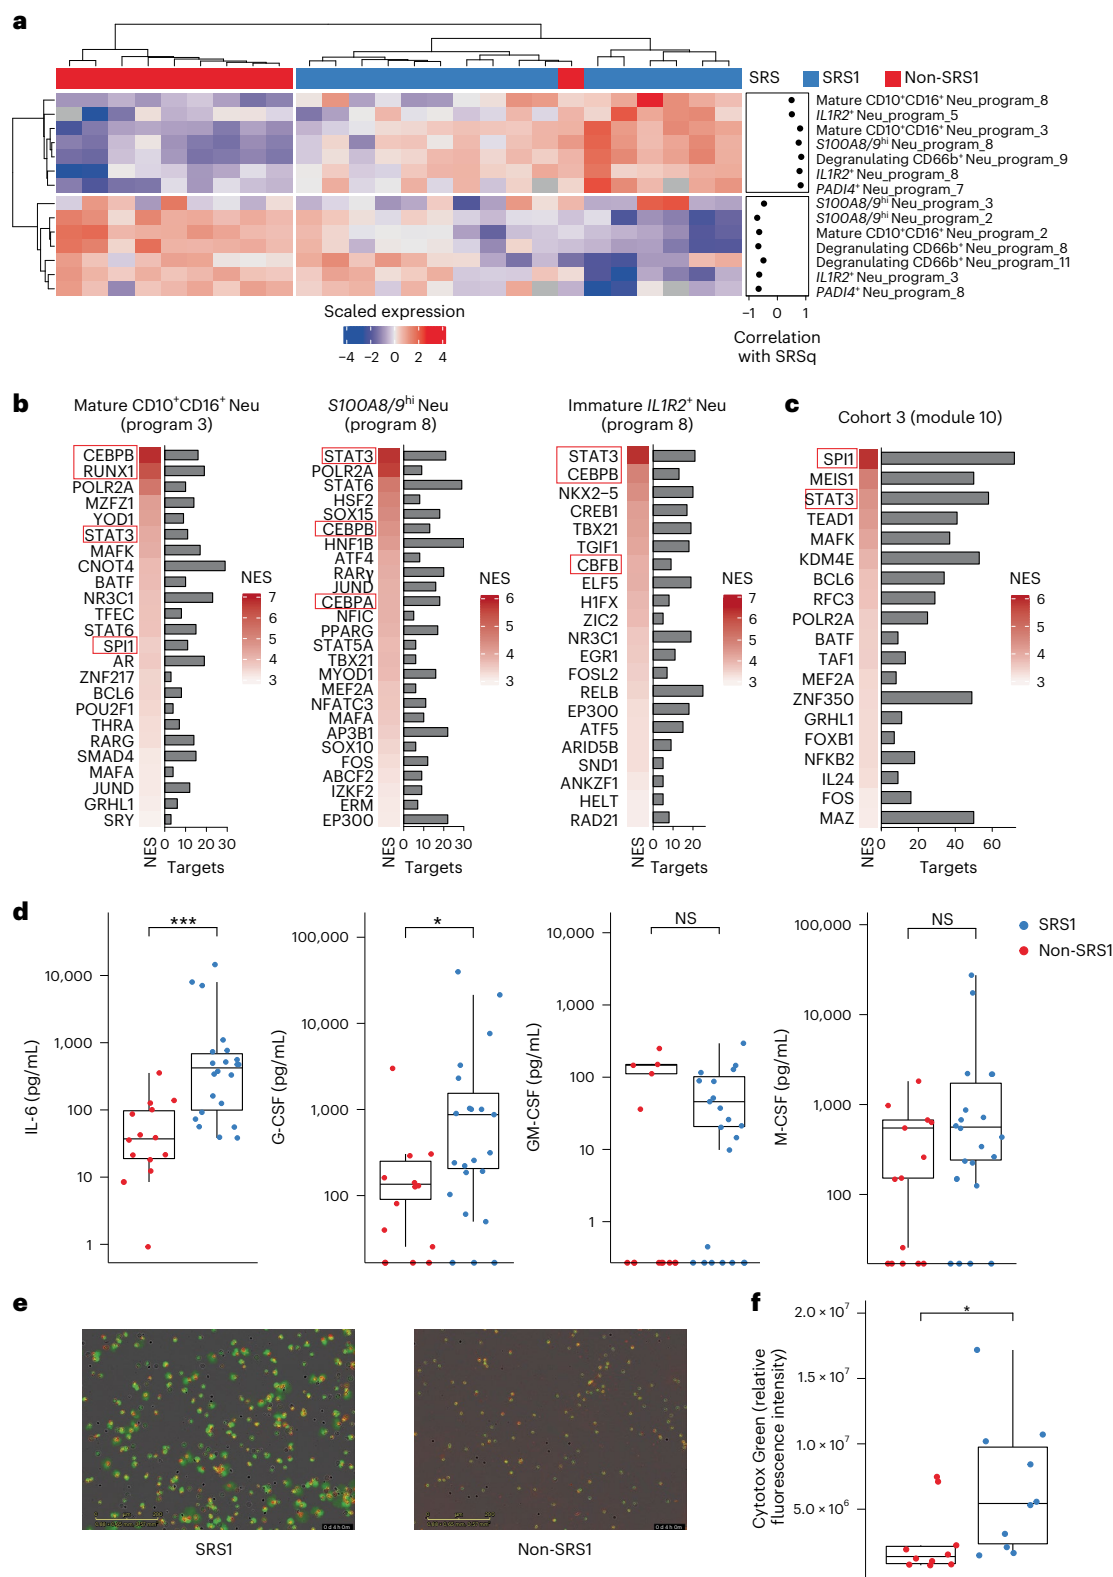 a
SRS SRS1 Non-SRS1
Mature CD10⁺CD16⁺ Neu_program_8
IL1R2⁺ Neu_program_5
Mature CD10⁺CD16⁺ Neu_program_3
S100A8/9ʰⁱ Neu_program_8
Degranulating CD66b⁺ Neu_program_9
IL1R2⁺ Neu_program_8
PADI4⁺ Neu_program_7
S100A8/9ʰⁱ Neu_program_3
S100A8/9ʰⁱ Neu_program_2
Mature CD10⁺CD16⁺ Neu_program_2
Degranulating CD66b⁺ Neu_program_8
Degranulating CD66b⁺ Neu_program_11
IL1R2⁺ Neu_program_3
PADI4⁺ Neu_program_8
−1 0 1
Correlation
with SRSq
Scaled expression
−4 −2 0 2 4
b
Mature CD10⁺CD16⁺ Neu
(program 3)
CEBPB
RUNX1
POLR2A
MZFZ1
YOD1
STAT3
MAFK
CNOT4
BATF
NR3C1
TFEC
STAT6
SPI1
AR
ZNF217
BCL6
POU2F1
THRA
RARG
SMAD4
MAFA
JUND
GRHL1
SRY
NES
0 10 20 30
Targets
NES
7
6
5
4
3
S100A8/9ʰⁱ Neu
(program 8)
STAT3
POLR2A
STAT6
HSF2
SOX15
CEBPB
HNF1B
ATF4
RARγ
JUND
CEBPA
NFIC
PPARG
STAT5A
TBX21
MYOD1
MEF2A
NFATC3
MAFA
AP3B1
SOX10
FOS
ABCF2
IZKF2
ERM
EP300
NES
0 10 20 30
Targets
NES
6
5
4
3
Immature IL1R2⁺ Neu
(program 8)
STAT3
CEBPB
NKX2−5
CREB1
TBX21
TGIF1
CBFB
ELF5
H1FX
ZIC2
NR3C1
EGR1
FOSL2
RELB
EP300
ATF5
ARID5B
SND1
ANKZF1
HELT
RAD21
NES
0 10 20
Targets
NES
7
6
5
4
3
c
Cohort 3 (module 10)
SPI1
MEIS1
STAT3
TEAD1
MAFK
KDM4E
BCL6
RFC3
POLR2A
BATF
TAF1
MEF2A
ZNF350
GRHL1
FOXB1
NFKB2
IL24
FOS
MAZ
NES
0 20 40 60
Targets
NES
6
5
4
3
d
IL-6 (pg/mL)
10,000
1,000
100
10
1
***
G-CSF (pg/mL)
100,000
10,000
1,000
100
*
GM-CSF (pg/mL)
10,000
1,000
100
10
1
NS
M-CSF (pg/mL)
100,000
10,000
1,000
100
NS
SRS1
Non-SRS1
e
0 d 4 h 0m
SRS1
0 d 4 h 0m
Non-SRS1
f
Cytotox Green (relative
fluorescence intensity)
2.0 × 10⁷
1.5 × 10⁷
1.0 × 10⁷
5.0 × 10⁶
*